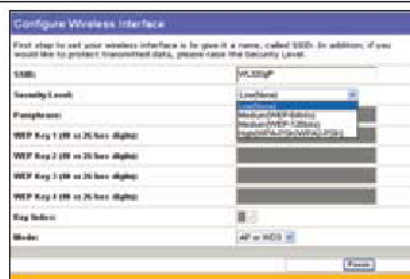 Configure Wireless Interface
First step to set your wireless interface is to give it a name, called SSID. In addition, if you
would like to protect transmitted data, please raise the Security Level.
SSID:
Security Level: Low(None)
Low(None)
Medium(WEP-64bits)
Medium(WEP-128bits)
High(WPA-PSK/WPA2-PSK)
Passphrase:
WEP Key 1 (10 or 26 hex digits):
WEP Key 2 (10 or 26 hex digits):
WEP Key 3 (10 or 26 hex digits):
WEP Key 4 (10 or 26 hex digits):
Key Index:
Mode: AP or WDS
Finish